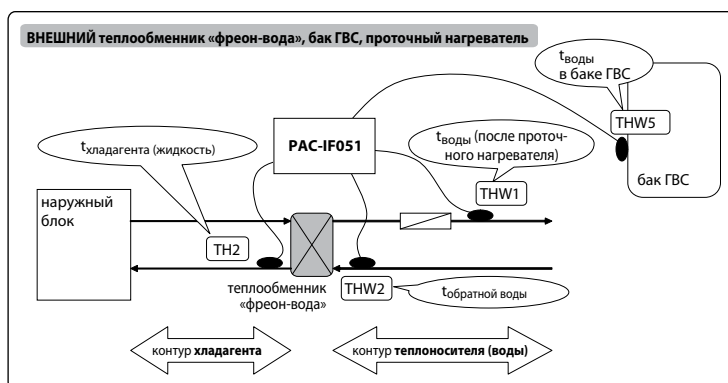 ВНЕШНИЙ теплообменник «фреон-вода», бак ГВС, проточный нагреватель
tводы
в баке ГВС
THW5
бак ГВС
PAC-IF051
tводы (после проточ-
ного нагревателя)
THW1
tхладагента (жидкость)
наружный
блок
TH2
теплообменник
«фреон-вода»
THW2
tобратной воды
контур хладагента
контур теплоносителя (воды)